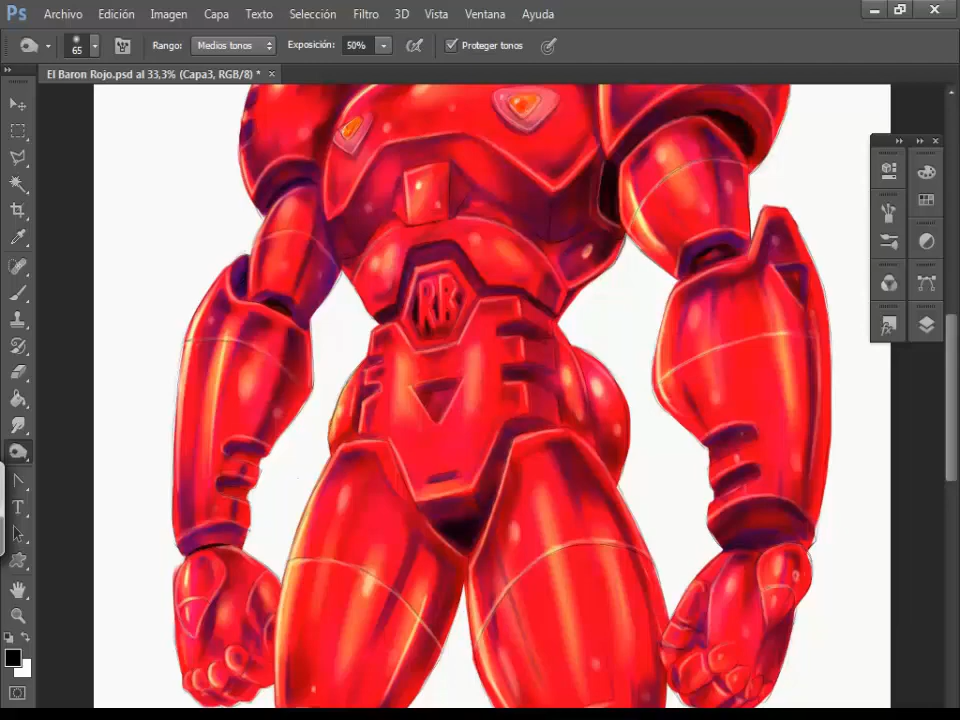 Ps Archivo Edición Imagen Capa Texto Selección Filtro 3D Vista Ventana Ayuda
65 Rango: Medios tonos Exposición: 50% Proteger tonos
El Baron Rojo.psd al 33,3% (Capa3, RGB/8) *
RR